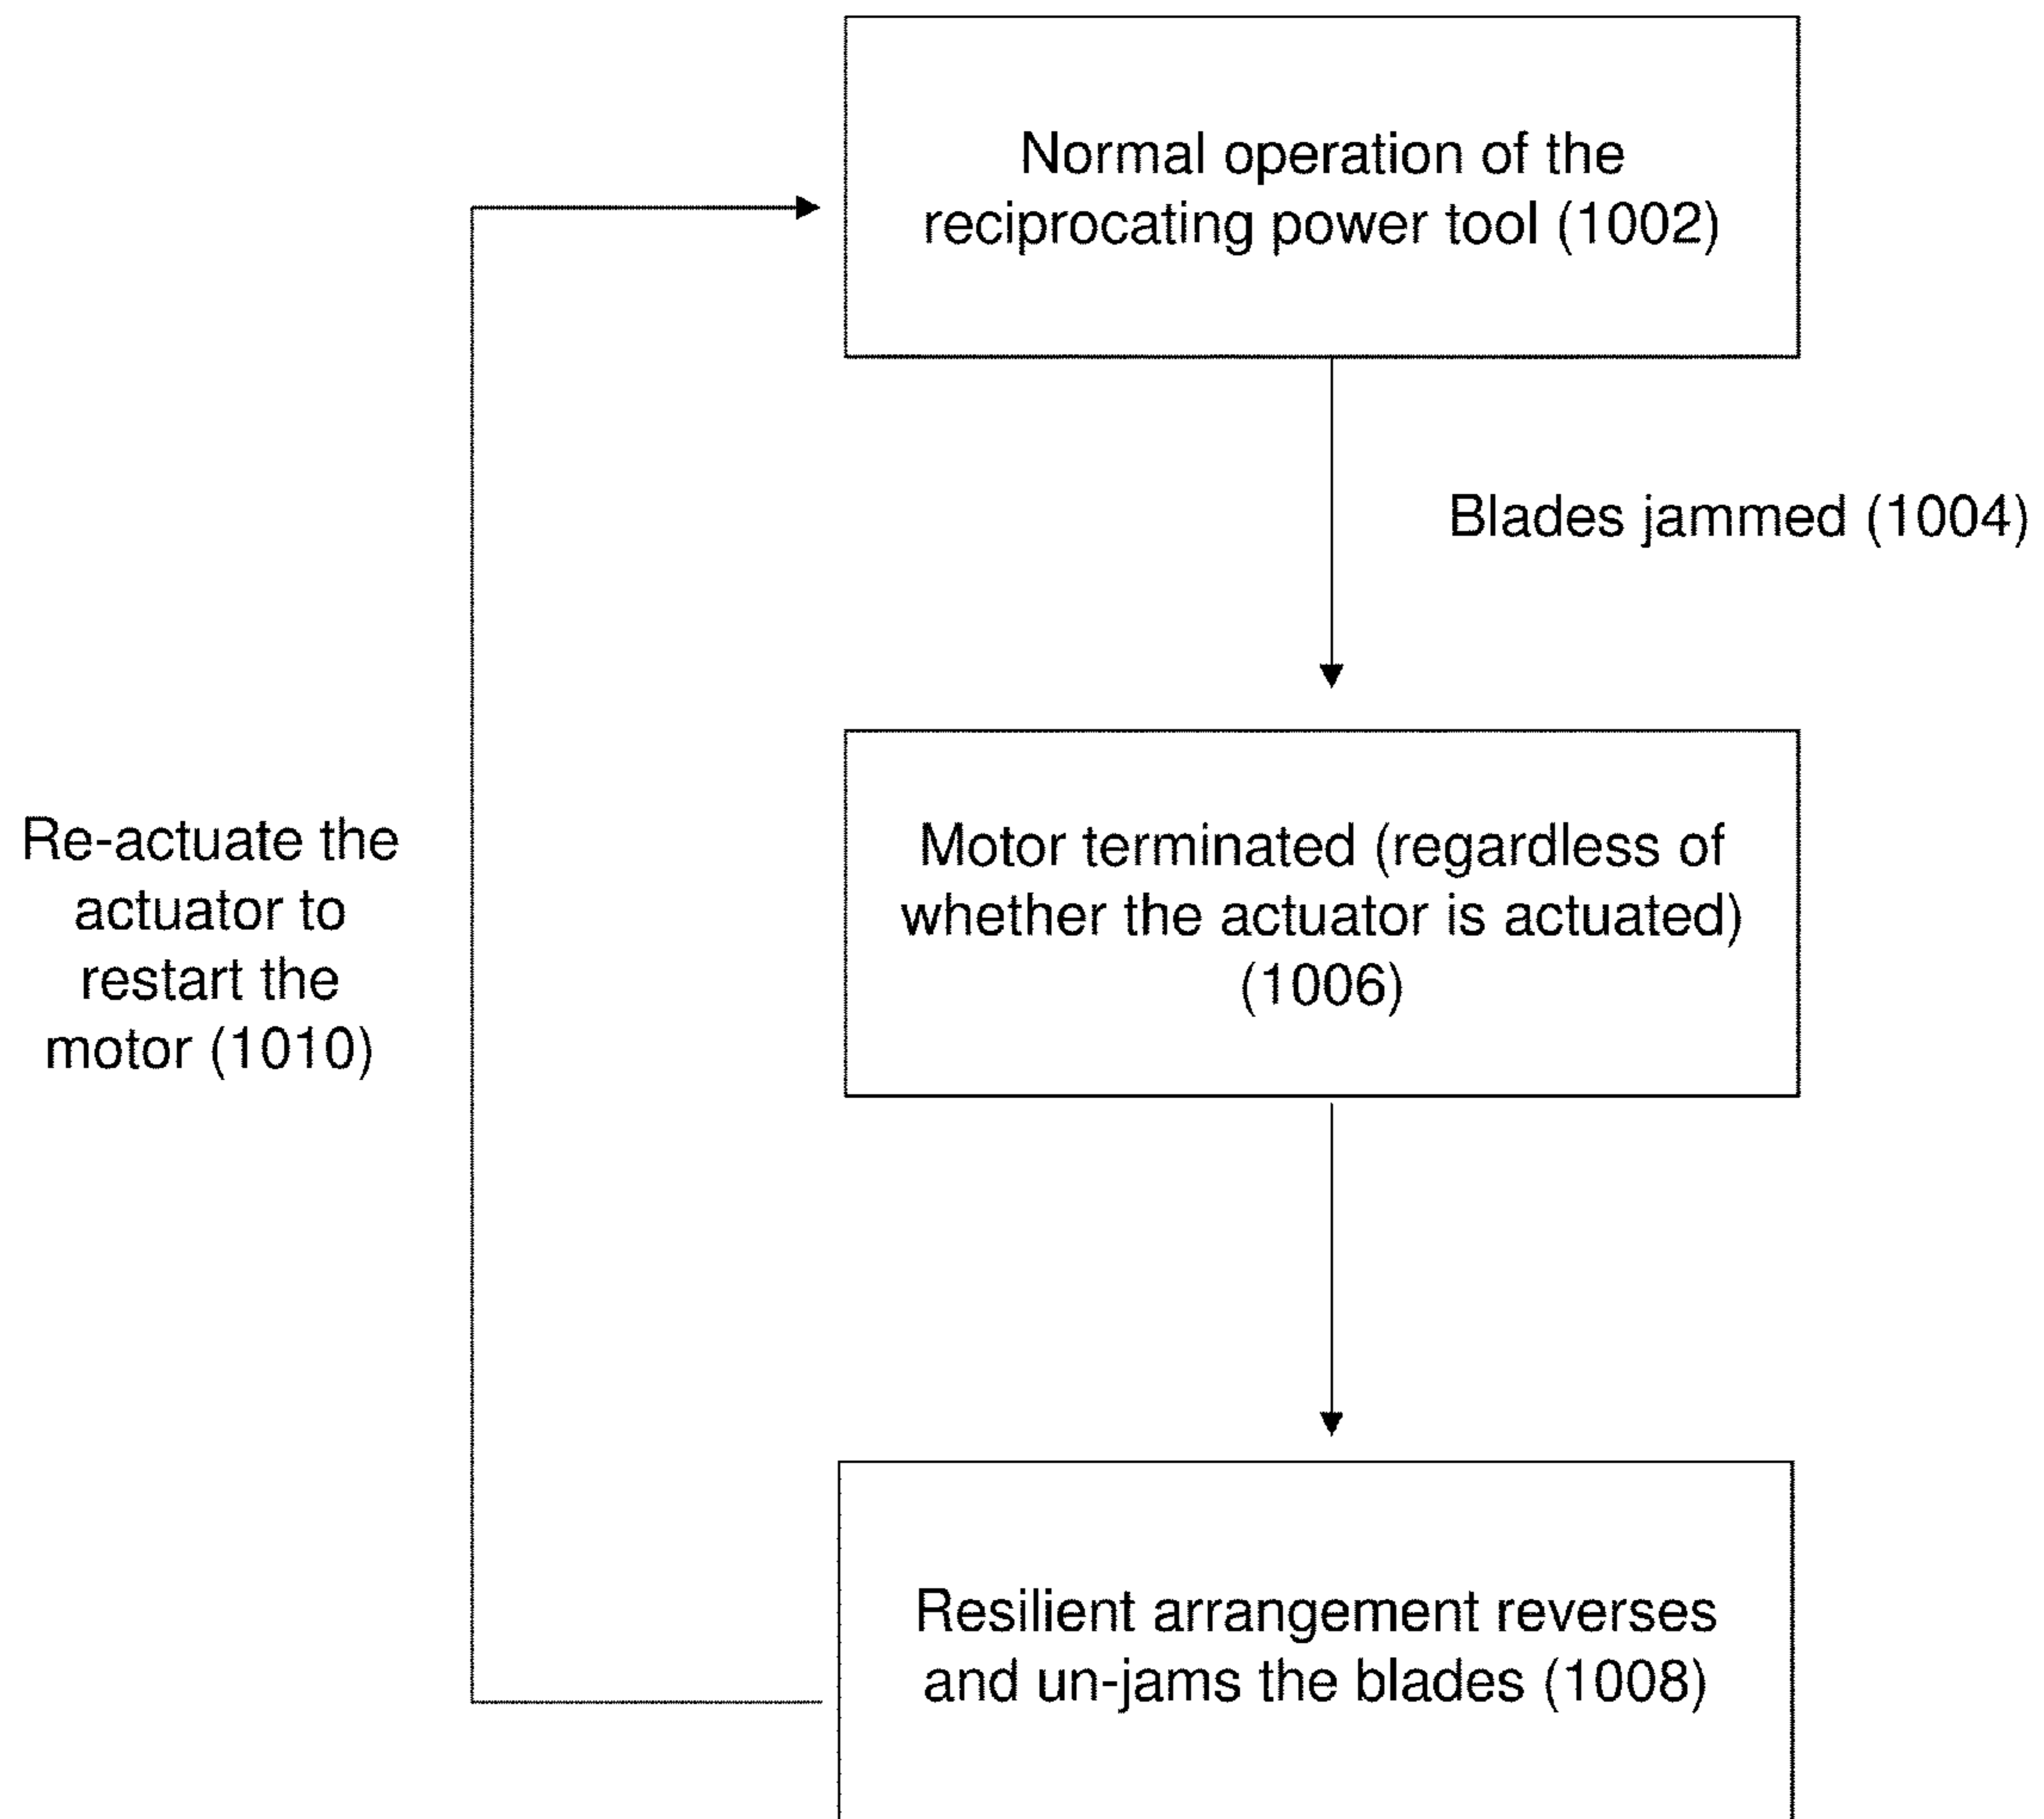 Normal operation of the
reciprocating power tool (1002)
Blades jammed (1004)
Motor terminated (regardless of
whether the actuator is actuated)
(1006)
Re-actuate the
actuator to
restart the
motor (1010)
Resilient arrangement reverses
and un-jams the blades (1008)